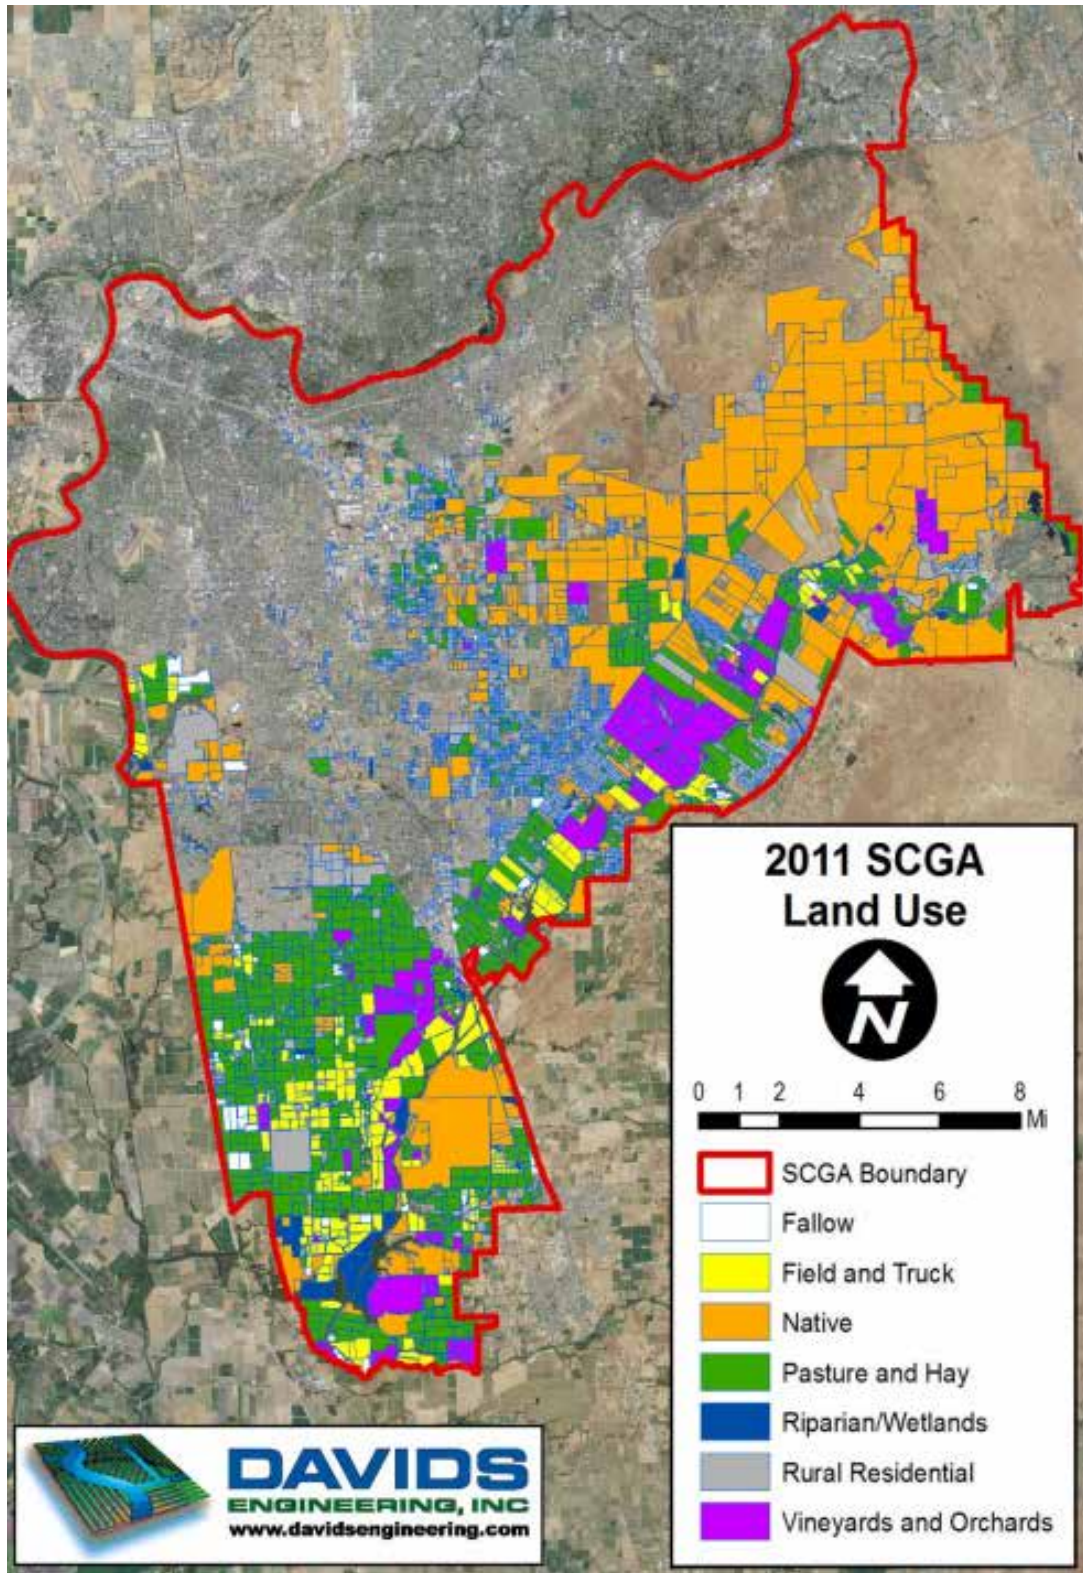 2011 SCGA
Land Use
N
0 1 2 4 6 8
Mi
SCGA Boundary
Fallow
Field and Truck
Native
Pasture and Hay
Riparian/Wetlands
Rural Residential
Vineyards and Orchards
DAVIDS
ENGINEERING, INC
www.davidsengineering.com